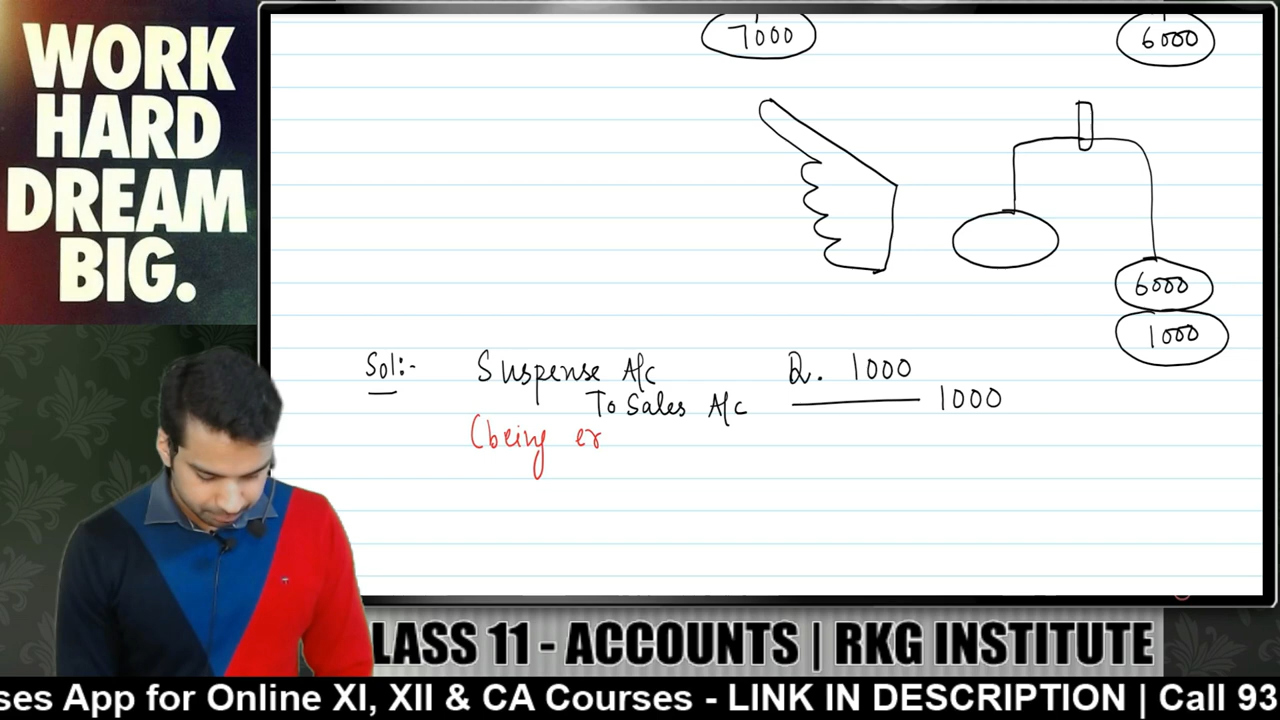 WORK
HARD
DREAM
BIG.
7000
6000
6000
1000
Sol:- Suspense A/c Dr. 1000
To Sales A/c 1000
(being er
LASS 11 - ACCOUNTS | RKG INSTITUTE
ses App for Online XI, XII & CA Courses - LINK IN DESCRIPTION | Call 93